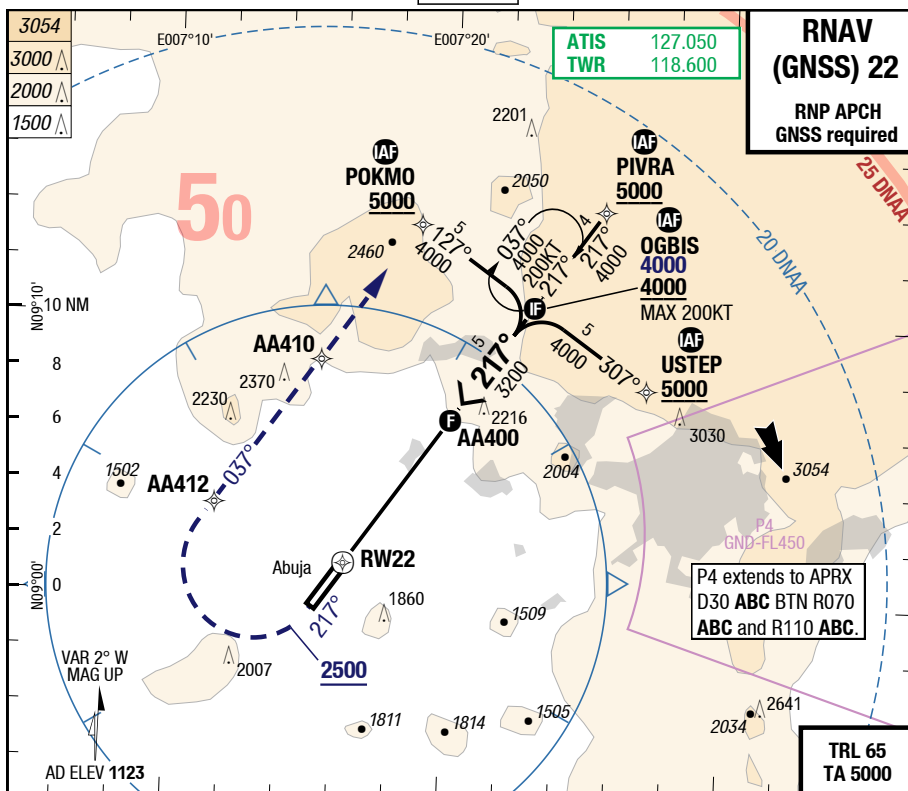 3054
3000
2000
1500
E007°10'
E007°20'
ATIS 127.050
TWR 118.600
RNAV
(GNSS) 22
RNP APCH
GNSS required
25 DNAA
20 DNAA
50
IAF
POKMO
5000
2201
2050
IAF
PIVRA
5000
IAF
OGBIS
4000
4000
MAX 200KT
5
127°
4000
037°
4000
200KT
217°
4
217°
4000
2460
N09°10'
10 NM
IF
5
4000
307°
IAF
USTEP
5000
5
217°
3200
AA410
8
2370
2230
6
2216
F
AA400
3030
037°
4
1502
AA412
2004
3054
2
P4
GND-FL450
Abuja
RW22
N09°00'
0
P4 extends to APRX
D30 ABC BTN R070
ABC and R110 ABC.
217°
1860
1509
2007
2500
VAR 2° W
MAG UP
1811
1814
1505
2641
2034
AD ELEV 1123
TRL 65
TA 5000